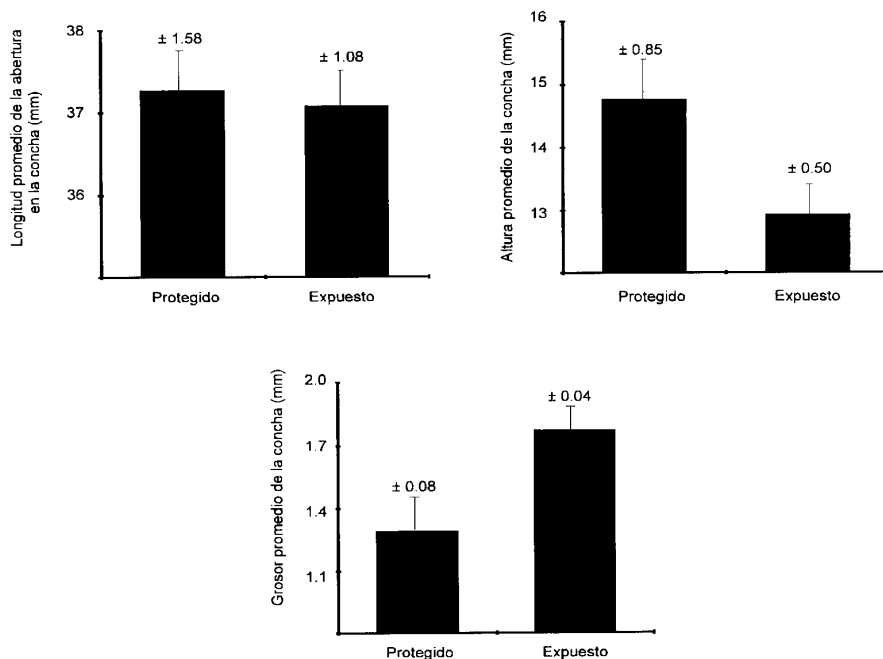 Longitud promedio de la abertura
en la concha (mm)
38
37
36
± 1.58
± 1.08
Protegido
Expuesto
Altura promedio de la concha (mm)
16
15
14
13
± 0.85
± 0.50
Protegido
Expuesto
Grosor promedio de la concha (mm)
2.0
1.7
1.4
1.1
± 0.08
± 0.04
Protegido
Expuesto